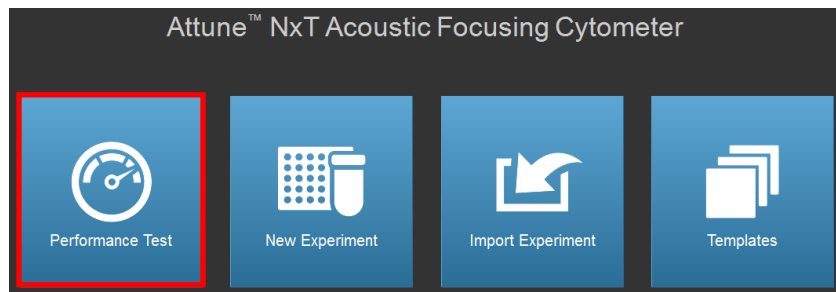 Attune™ NxT Acoustic Focusing Cytometer
Performance Test
New Experiment
Import Experiment
Templates